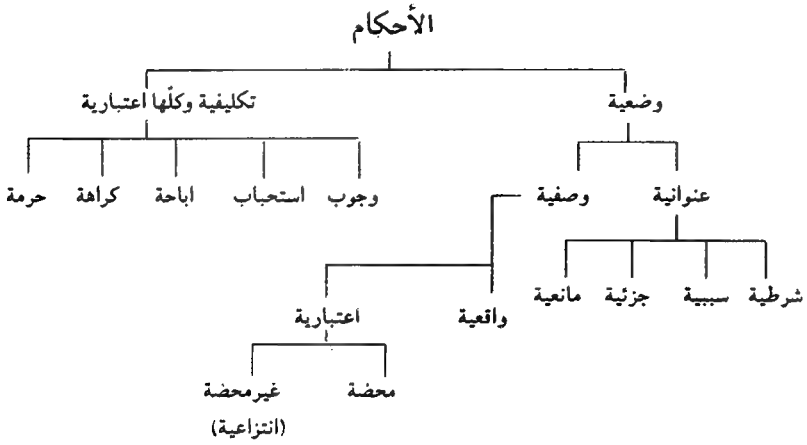 الأحكام
وضعية
تكليفية وكلّها اعتبارية
عنوانية
وصفية
وجوب
استحباب
اباحة
كراهة
حرمة
شرطية
سببية
جزئية
مانعية
واقعية
اعتبارية
محضة
غيرمحضة
(انتزاعية)